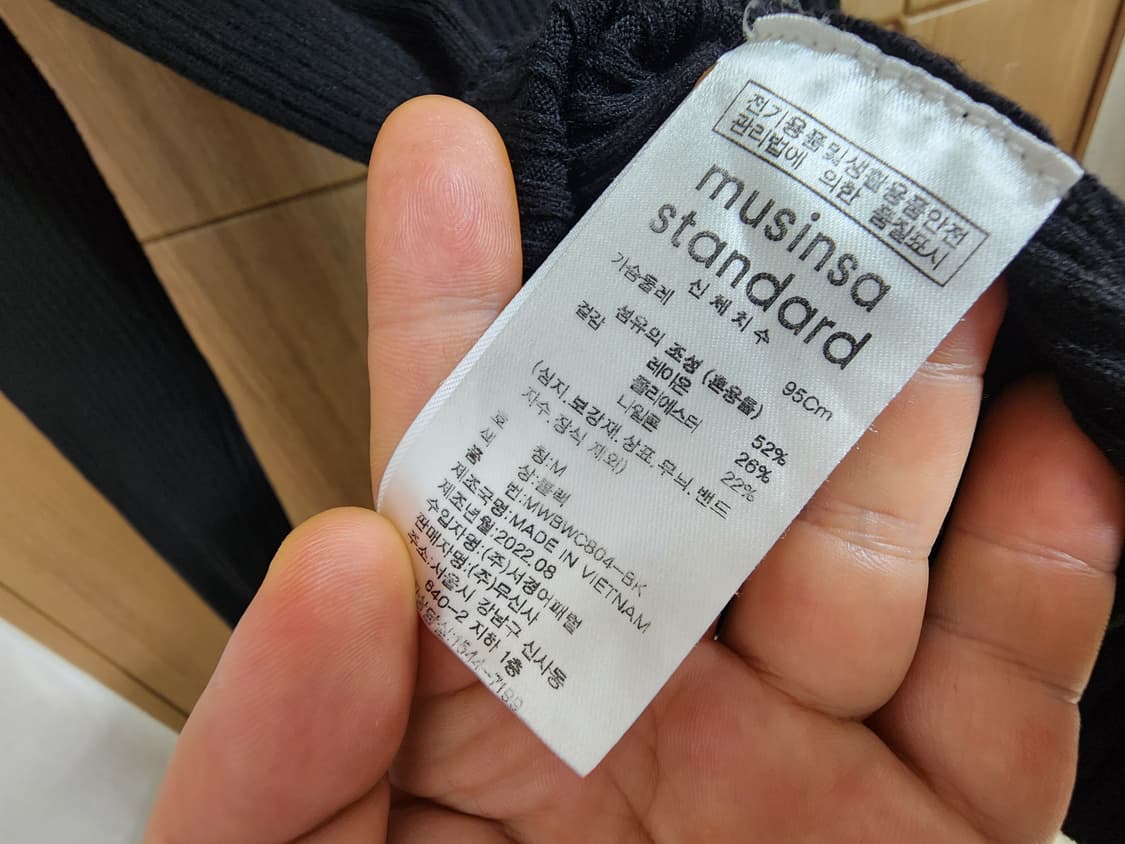 전기용품및생활용품안전
관리법에 의한 품질표시
musinsa
standard
신체치수
가슴둘레 95Cm
섬유의 조성 (혼용율)
겉감 레이온 52%
폴리에스터 26%
나일론 22%
(심지,보강재,상표,무늬,밴드
자수 장식 제외)
호 칭:M
색 상:블랙
품 번:MWBWC804-BK
제조국명:MADE IN VIETNAM
제조년월:2022.08
수입자명:(주)서경어패럴
판매자명:(주)무신사
주소:서울시 강남구 신사동
640-2 지하 1층
:1544-7199